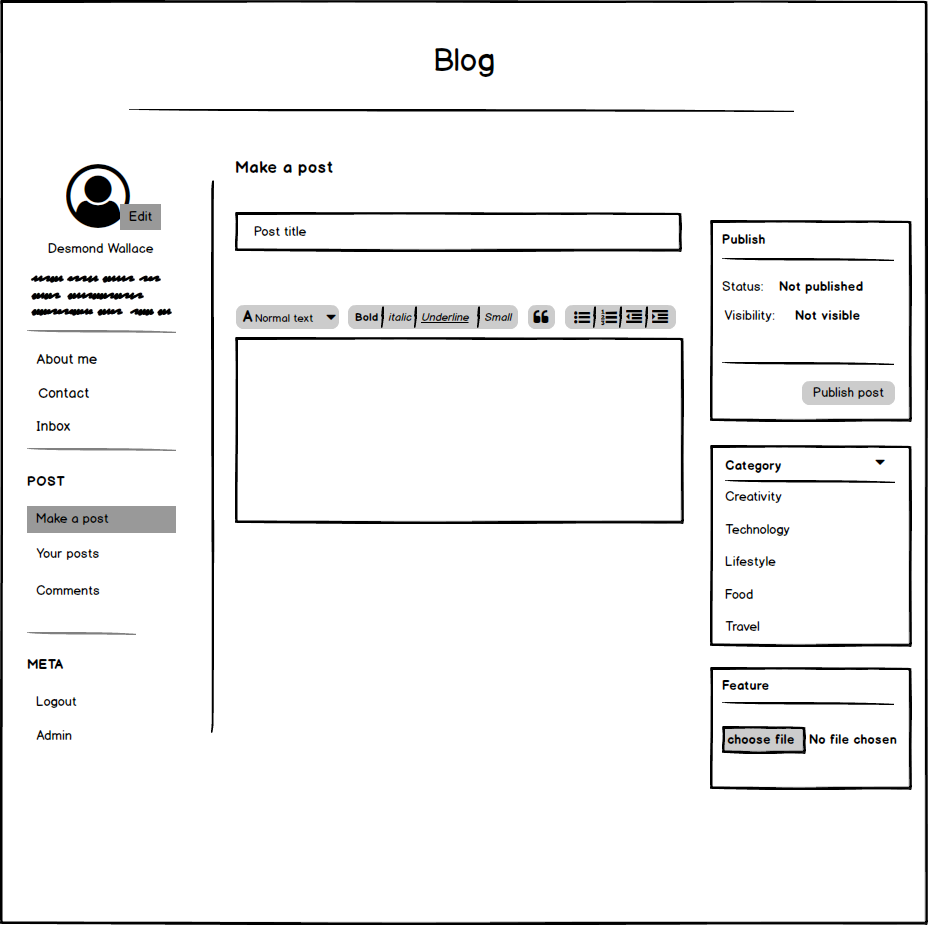 Blog
Edit
Desmond Wallace
About me
Contact
Inbox
POST
Make a post
Your posts
Comments
META
Logout
Admin
Make a post
Post title
A Normal text Bold italic Underline Small
Publish
Status: Not published
Visibility: Not visible
Publish post
Category
Creativity
Technology
Lifestyle
Food
Travel
Feature
choose file No file chosen